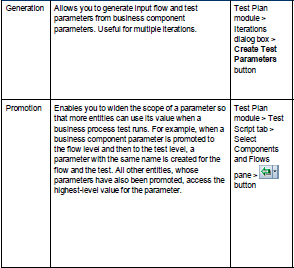 Generation
Allows you to generate input flow and test
parameters from business component
parameters. Useful for multiple iterations.
Test Plan
module >
Iterations
dialog box >
Create Test
Parameters
button
Promotion
Enables you to widen the scope of a parameter so
that more entities can use its value when a
business process test runs. For example, when a
business component is promoted to
the flow level and then to the test level, a
parameter with the same name is created for the
flow and the test. All other entities, whose
parameters have also been promoted, access the
highest-level value for the parameter.
Test Plan
module > Test
Script tab >
Select
Components
and Flows
pane >
button